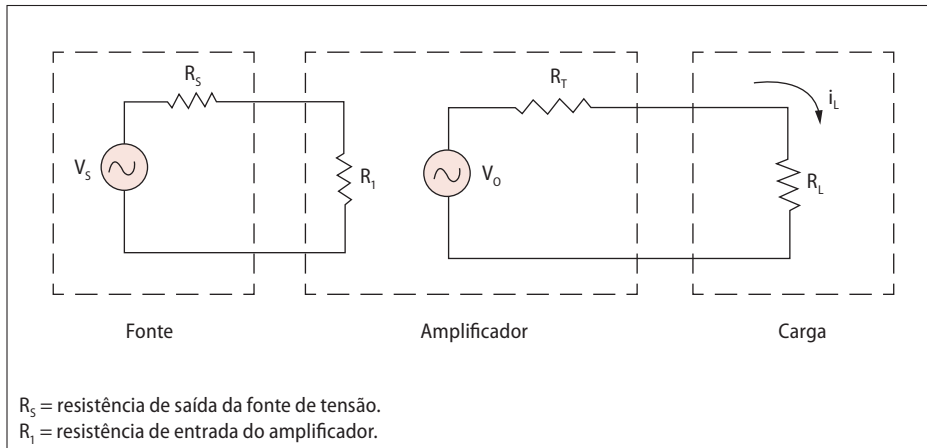 R_S
R_T
i_L
V_S
R_1
V_O
R_L
Fonte
Amplificador
Carga
R_S = resistência de saída da fonte de tensão.
R_1 = resistência de entrada do amplificador.